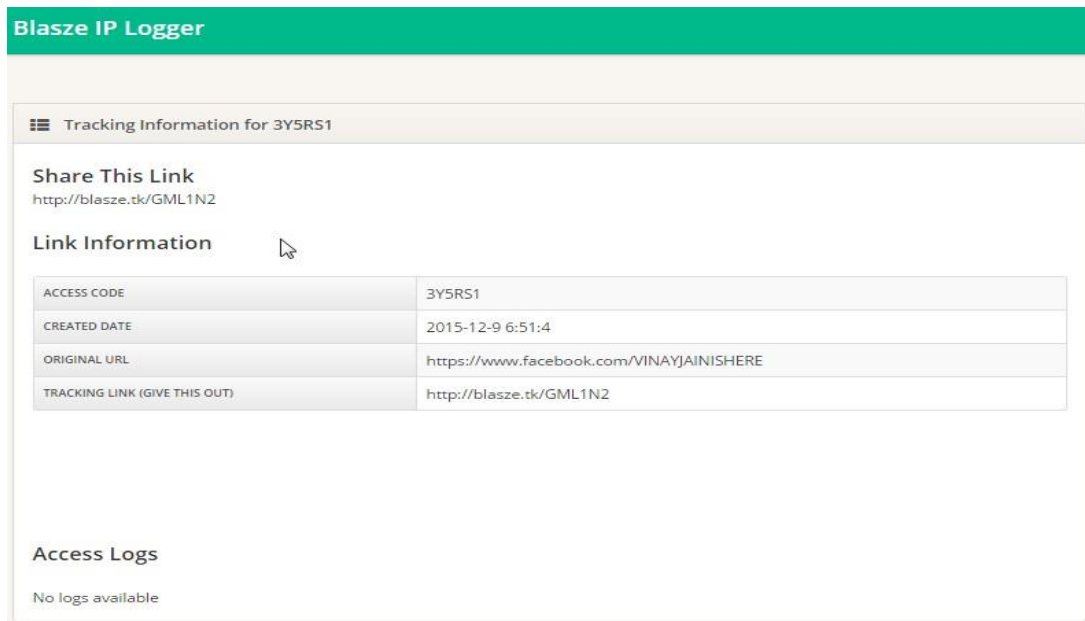 Blasze IP Logger
Tracking Information for 3Y5RS1
Share This Link
http://blasze.tk/GML1N2
Link Information
ACCESS CODE 3Y5RS1
CREATED DATE 2015-12-9 6:51:4
ORIGINAL URL https://www.facebook.com/VINAYJAINISHERE
TRACKING LINK (GIVE THIS OUT) http://blasze.tk/GML1N2
Access Logs
No logs available